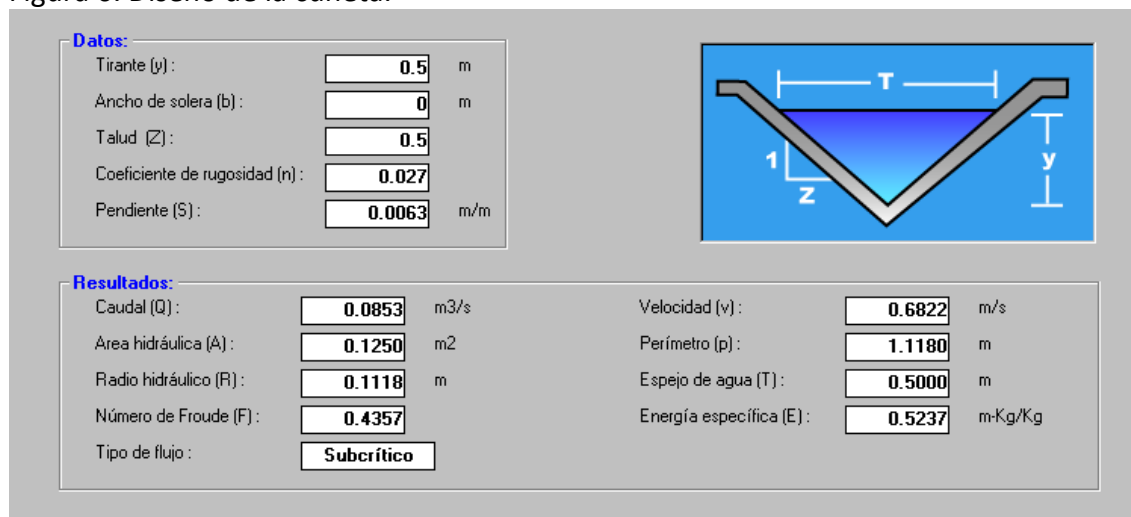 Datos:
Tirante (y) : 0.5 m
Ancho de solera (b) : 0 m
Talud (Z) : 0.5
Coeficiente de rugosidad (n) : 0.027
Pendiente (S) : 0.0063 m/m
T
1
Z
y
Resultados:
Caudal (Q) : 0.0853 m3/s Velocidad (v) : 0.6822 m/s
Area hidráulica (A) : 0.1250 m2 Perímetro (p) : 1.1180 m
Radio hidráulico (R) : 0.1118 m Espejo de agua (T) : 0.5000 m
Número de Froude (F) : 0.4357 Energía específica (E) : 0.5237 m-Kg/Kg
Tipo de flujo : Subcrítico